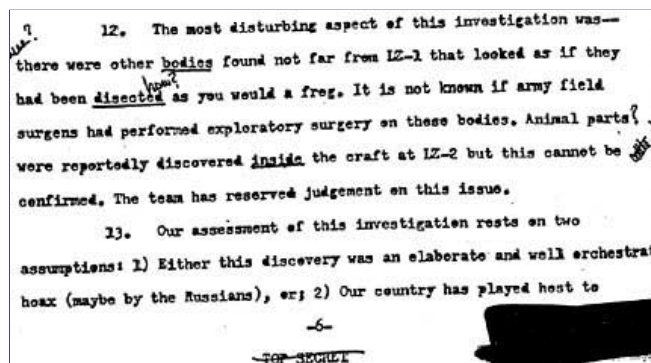 ?
12. The most disturbing aspect of this investigation was--
there were other bodies found not far from LZ-1 that looked as if they
how?
had been disected as you would a frog. It is not known if army field
surgens had performed exploratory surgery on these bodies. Animal parts?
were reportedly discovered inside the craft at LZ-2 but this cannot be
confirmed. The team has reserved judgement on this issue.
13. Our assessment of this investigation rests on two
assumptions: 1) Either this discovery was an elaborate and well orchestrat
hoax (maybe by the Russians), or; 2) Our country has played host to
-6-
TOP SECRET